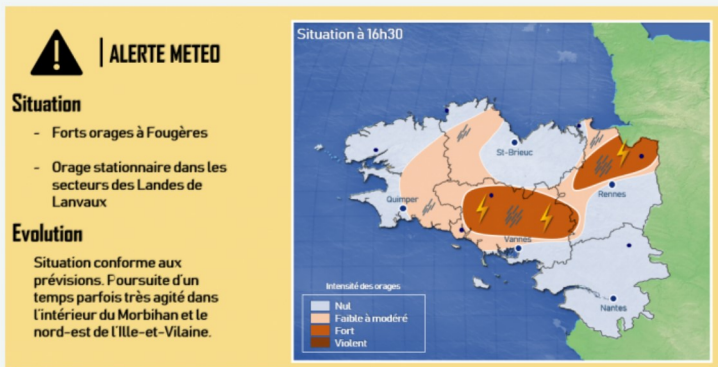 ALERTE METEO
Situation
- Forts orages à Fougères
- Orage stationnaire dans les
secteurs des Landes de
Lanvaux
Evolution
Situation conforme aux
prévisions. Poursuite d'un
temps parfois très agité dans
l'intérieur du Morbihan et le
nord-est de l'Ille-et-Vilaine.
Situation à 16h30
St-Brieuc
Rennes
Quimper
Vannes
Nantes
Intensité des orages
Nul
Faible à modéré
Fort
Violent